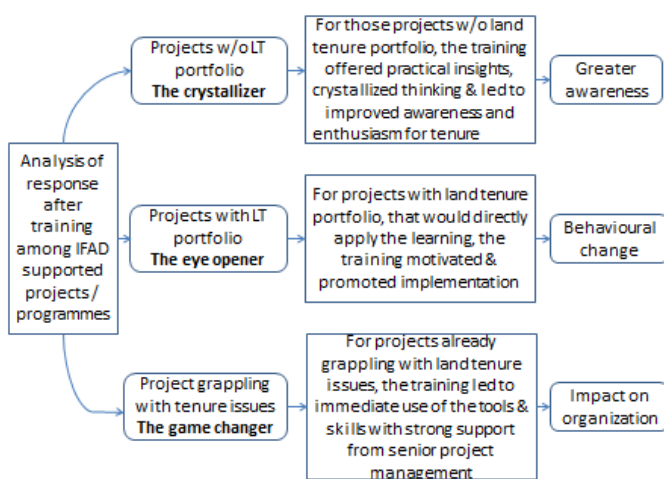 Analysis of
response
after
training
among IFAD
supported
projects/
programmes
Projects w/o LT
portfolio
The crystallizer
For those projects w/o land
tenure portfolio, the training
offered practical insights,
crystallized thinking & led to
improved awareness and
enthusiasm for tenure
Greater
awareness
Projects with LT
portfolio
The eye opener
For projects with land tenure
portfolio, that would directly
apply the learning, the
training motivated &
promoted implementation
Behavioural
change
Project grappling
with tenure issues
The game changer
For projects already
grappling with land tenure
issues, the training led to
immediate use of the tools &
skills with strong support
from senior project
management
Impact on
organization